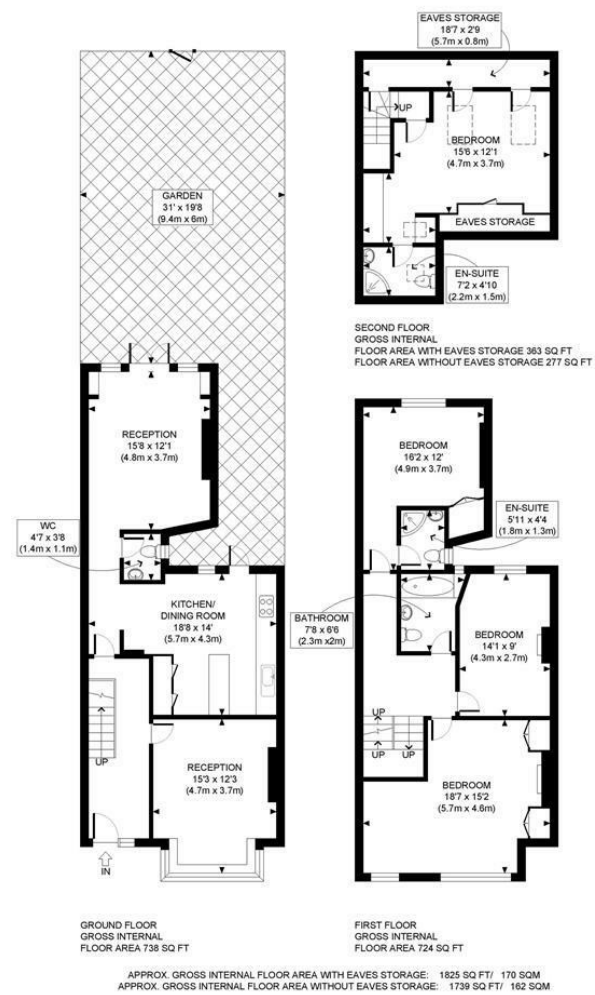 EAVES STORAGE
18'7 x 2'9
(5.7m x 0.8m)
UP
BEDROOM
15'6 x 12'1
(4.7m x 3.7m)
EAVES STORAGE
EN-SUITE
7'2 x 4'10
(2.2m x 1.5m)
SECOND FLOOR
GROSS INTERNAL
FLOOR AREA WITH EAVES STORAGE 363 SQ FT
FLOOR AREA WITHOUT EAVES STORAGE 277 SQ FT
GARDEN
31' x 19'8
(9.4m x 6m)
RECEPTION
15'8 x 12'1
(4.8m x 3.7m)
WC
4'7 x 3'8
(1.4m x 1.1m)
KITCHEN/
DINING ROOM
18'8 x 14'
(5.7m x 4.3m)
UP
RECEPTION
15'3 x 12'3
(4.7m x 3.7m)
IN
GROUND FLOOR
GROSS INTERNAL
FLOOR AREA 738 SQ FT
BEDROOM
16'2 x 12'
(4.9m x 3.7m)
EN-SUITE
5'11 x 4'4
(1.8m x 1.3m)
BATHROOM
7'8 x 6'6
(2.3m x2m)
BEDROOM
14'1 x 9'
(4.3m x 2.7m)
UP
UP
UP
BEDROOM
18'7 x 15'2
(5.7m x 4.6m)
FIRST FLOOR
GROSS INTERNAL
FLOOR AREA 724 SQ FT
APPROX. GROSS INTERNAL FLOOR AREA WITH EAVES STORAGE: 1825 SQ FT/ 170 SQM
APPROX. GROSS INTERNAL FLOOR AREA WITHOUT EAVES STORAGE: 1739 SQ FT/ 162 SQM